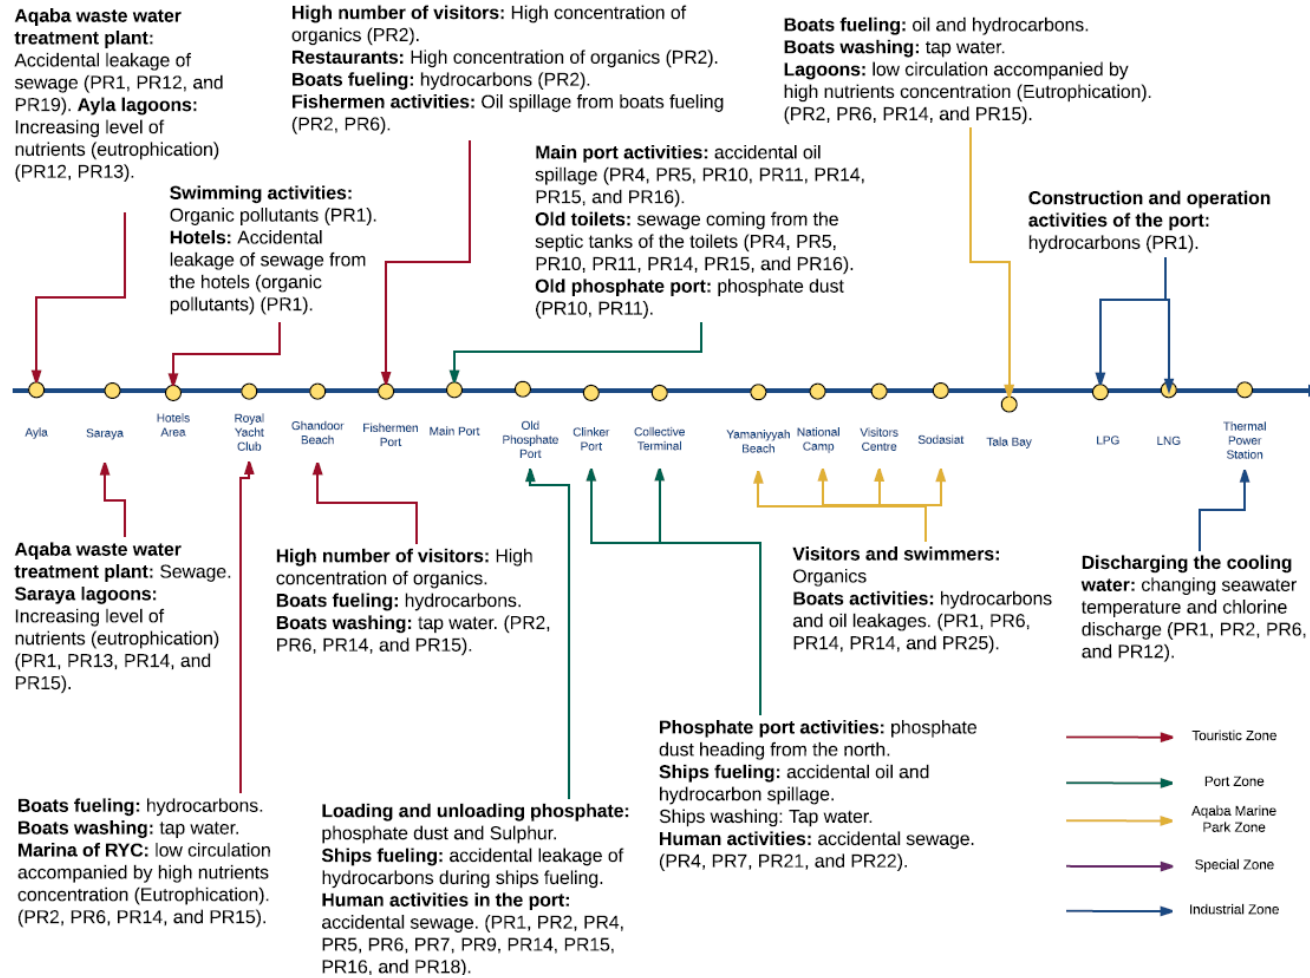 Aqaba waste water
treatment plant:
Accidental leakage of
sewage (PR1, PR12, and
PR19). Ayla lagoons:
Increasing level of
nutrients (eutrophication)
(PR12, PR13).
High number of visitors: High concentration of
organics (PR2).
Restaurants: High concentration of organics (PR2).
Boats fueling: hydrocarbons (PR2).
Fishermen activities: Oil spillage from boats fueling
(PR2, PR6).
Boats fueling: oil and hydrocarbons.
Boats washing: tap water.
Lagoons: low circulation accompanied by
high nutrients concentration (Eutrophication).
(PR2, PR6, PR14, and PR15).
Swimming activities:
Organic pollutants (PR1).
Hotels: Accidental
leakage of sewage from
the hotels (organic
pollutants) (PR1).
Main port activities: accidental oil
spillage (PR4, PR5, PR10, PR11, PR14,
PR15, and PR16).
Old toilets: sewage coming from the
septic tanks of the toilets (PR4, PR5,
PR10, PR11, PR14, PR15, and PR16).
Old phosphate port: phosphate dust
(PR10, PR11).
Construction and operation
activities of the port:
hydrocarbons (PR1).
Ayla
Saraya
Hotels
Area
Royal
Yacht
Club
Ghandoor
Beach
Fishermen
Port
Main Port
Old
Phosphate
Port
Clinker
Port
Collective
Terminal
Yamaniyyah
Beach
National
Camp
Visitors
Centre
Sodasiat
Tala Bay
LPG
LNG
Thermal
Power
Station
Aqaba waste water
treatment plant: Sewage.
Saraya lagoons:
Increasing level of
nutrients (eutrophication)
(PR1, PR13, PR14, and
PR15).
High number of visitors: High
concentration of organics.
Boats fueling: hydrocarbons.
Boats washing: tap water. (PR2,
PR6, PR14, and PR15).
Visitors and swimmers:
Organics
Boats activities: hydrocarbons
and oil leakages. (PR1, PR6,
PR14, PR14, and PR25).
Discharging the cooling
water: changing seawater
temperature and chlorine
discharge (PR1, PR2, PR6,
and PR12).
Boats fueling: hydrocarbons.
Boats washing: tap water.
Marina of RYC: low circulation
accompanied by high nutrients
concentration (Eutrophication).
(PR2, PR6, PR14, and PR15).
Loading and unloading phosphate:
phosphate dust and Sulphur.
Ships fueling: accidental leakage of
hydrocarbons during ships fueling.
Human activities in the port:
accidental sewage. (PR1, PR2, PR4,
PR5, PR6, PR7, PR9, PR14, PR15,
PR16, and PR18).
Phosphate port activities: phosphate
dust heading from the north.
Ships fueling: accidental oil and
hydrocarbon spillage.
Ships washing: Tap water.
Human activities: accidental sewage.
(PR4, PR7, PR21, and PR22).
Touristic Zone
Port Zone
Aqaba Marine
Park Zone
Special Zone
Industrial Zone